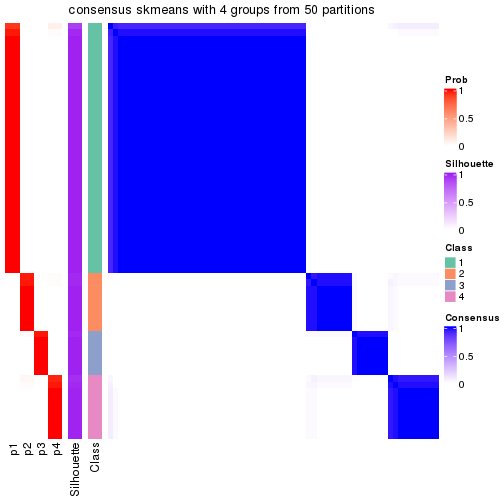 consensus skmeans with 4 groups from 50 partitions
Prob
1
0.5
0
Silhouette
1
0.5
0
Class
1
2
3
4
Consensus
1
0.5
0
p1
p2
p3
p4
Silhouette
Class